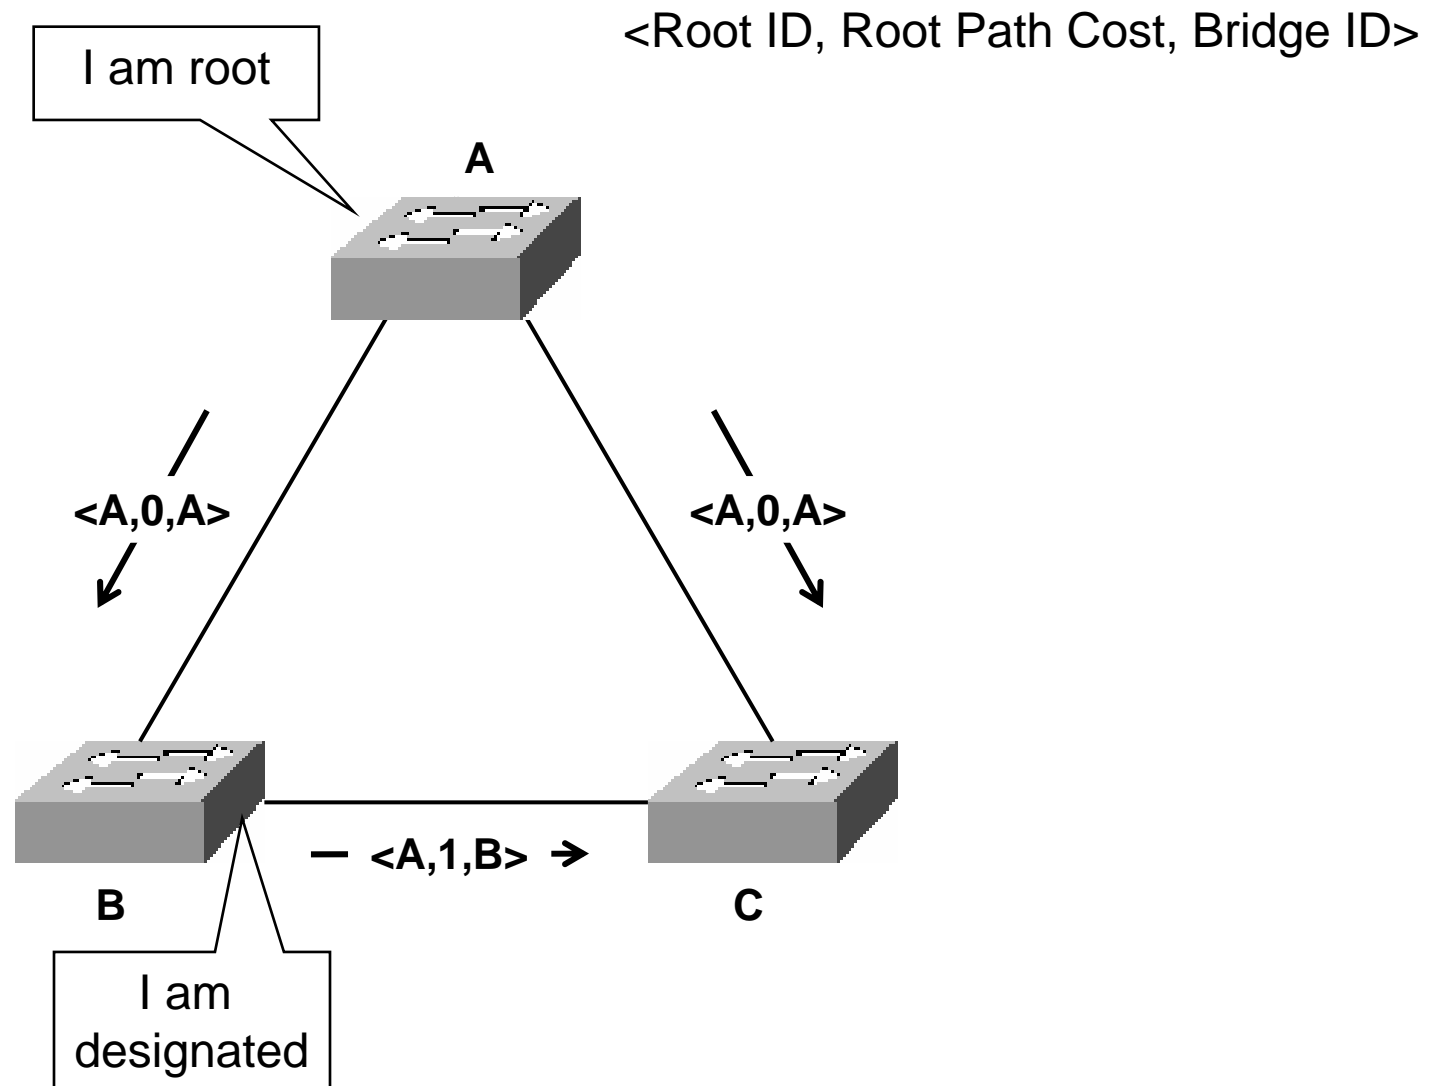 <Root ID, Root Path Cost, Bridge ID>
I am root
A
<A,0,A>
<A,0,A>
<A,1,B>
B
C
I am
designated